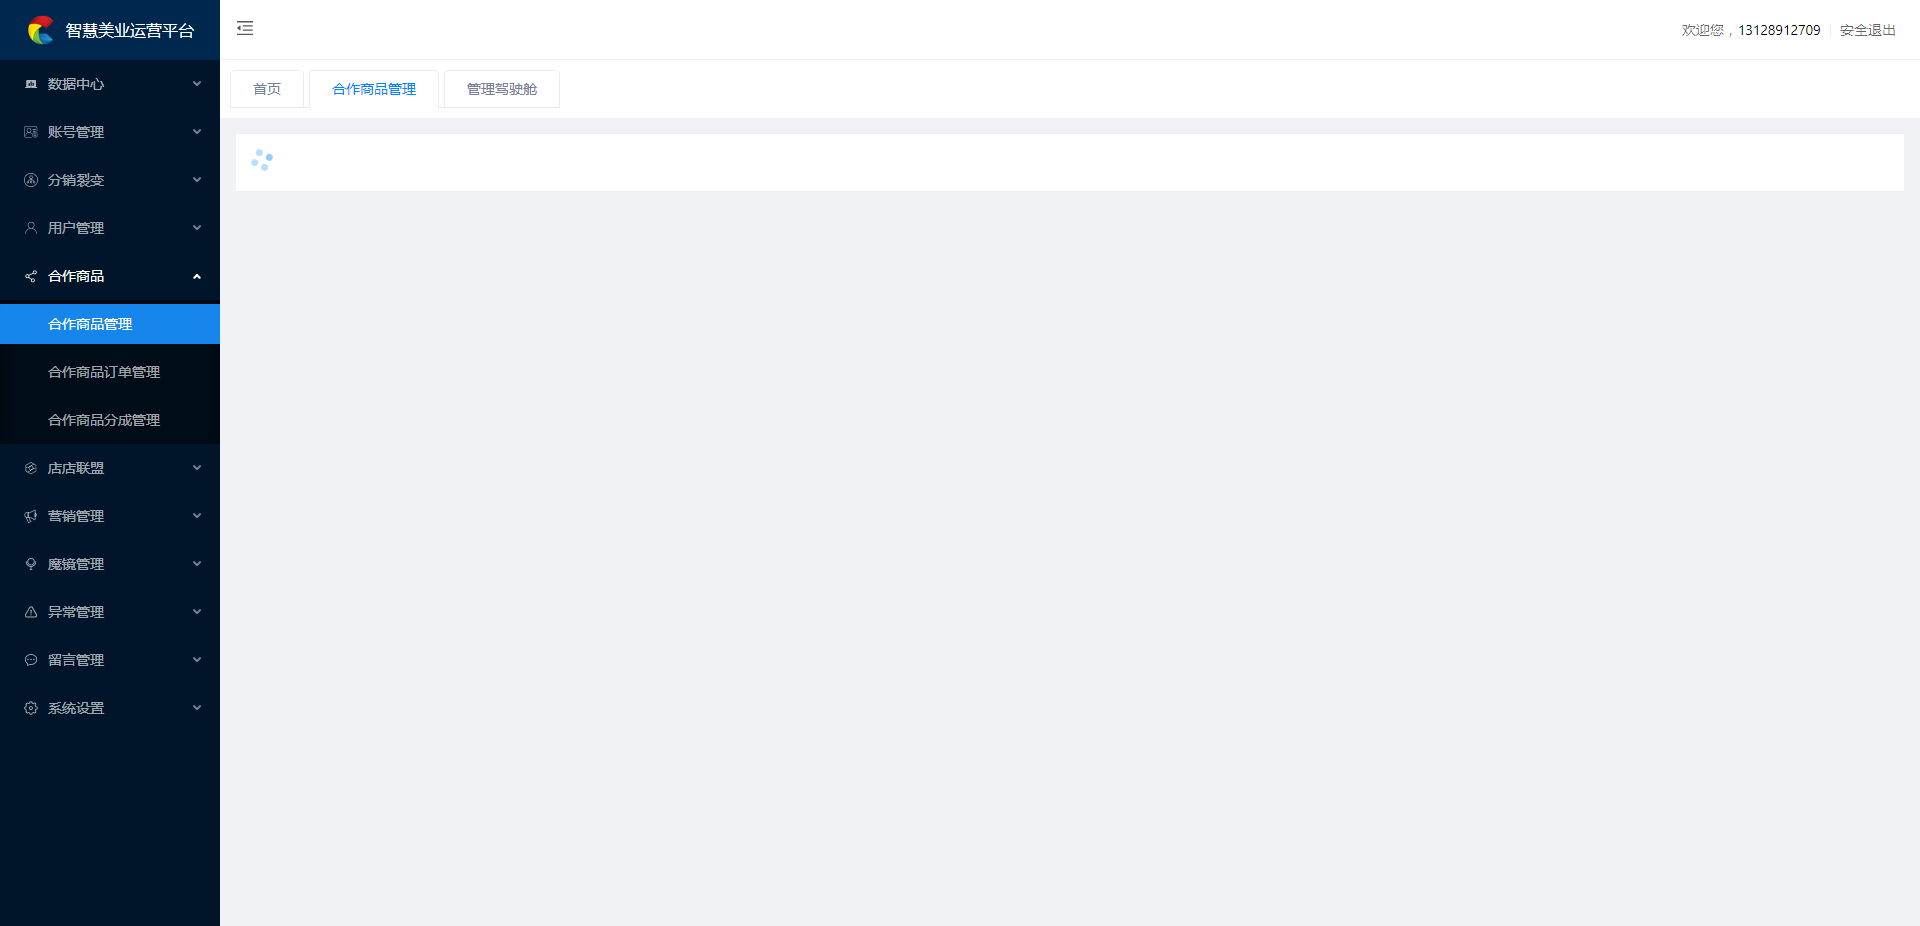 智慧美业运营平台
欢迎您，13128912709
安全退出
首页
合作商品管理
管理驾驶舱
数据中心
账号管理
分销裂变
用户管理
合作商品
合作商品管理
合作商品订单管理
合作商品分成管理
店店联盟
营销管理
魔镜管理
异常管理
留言管理
系统设置